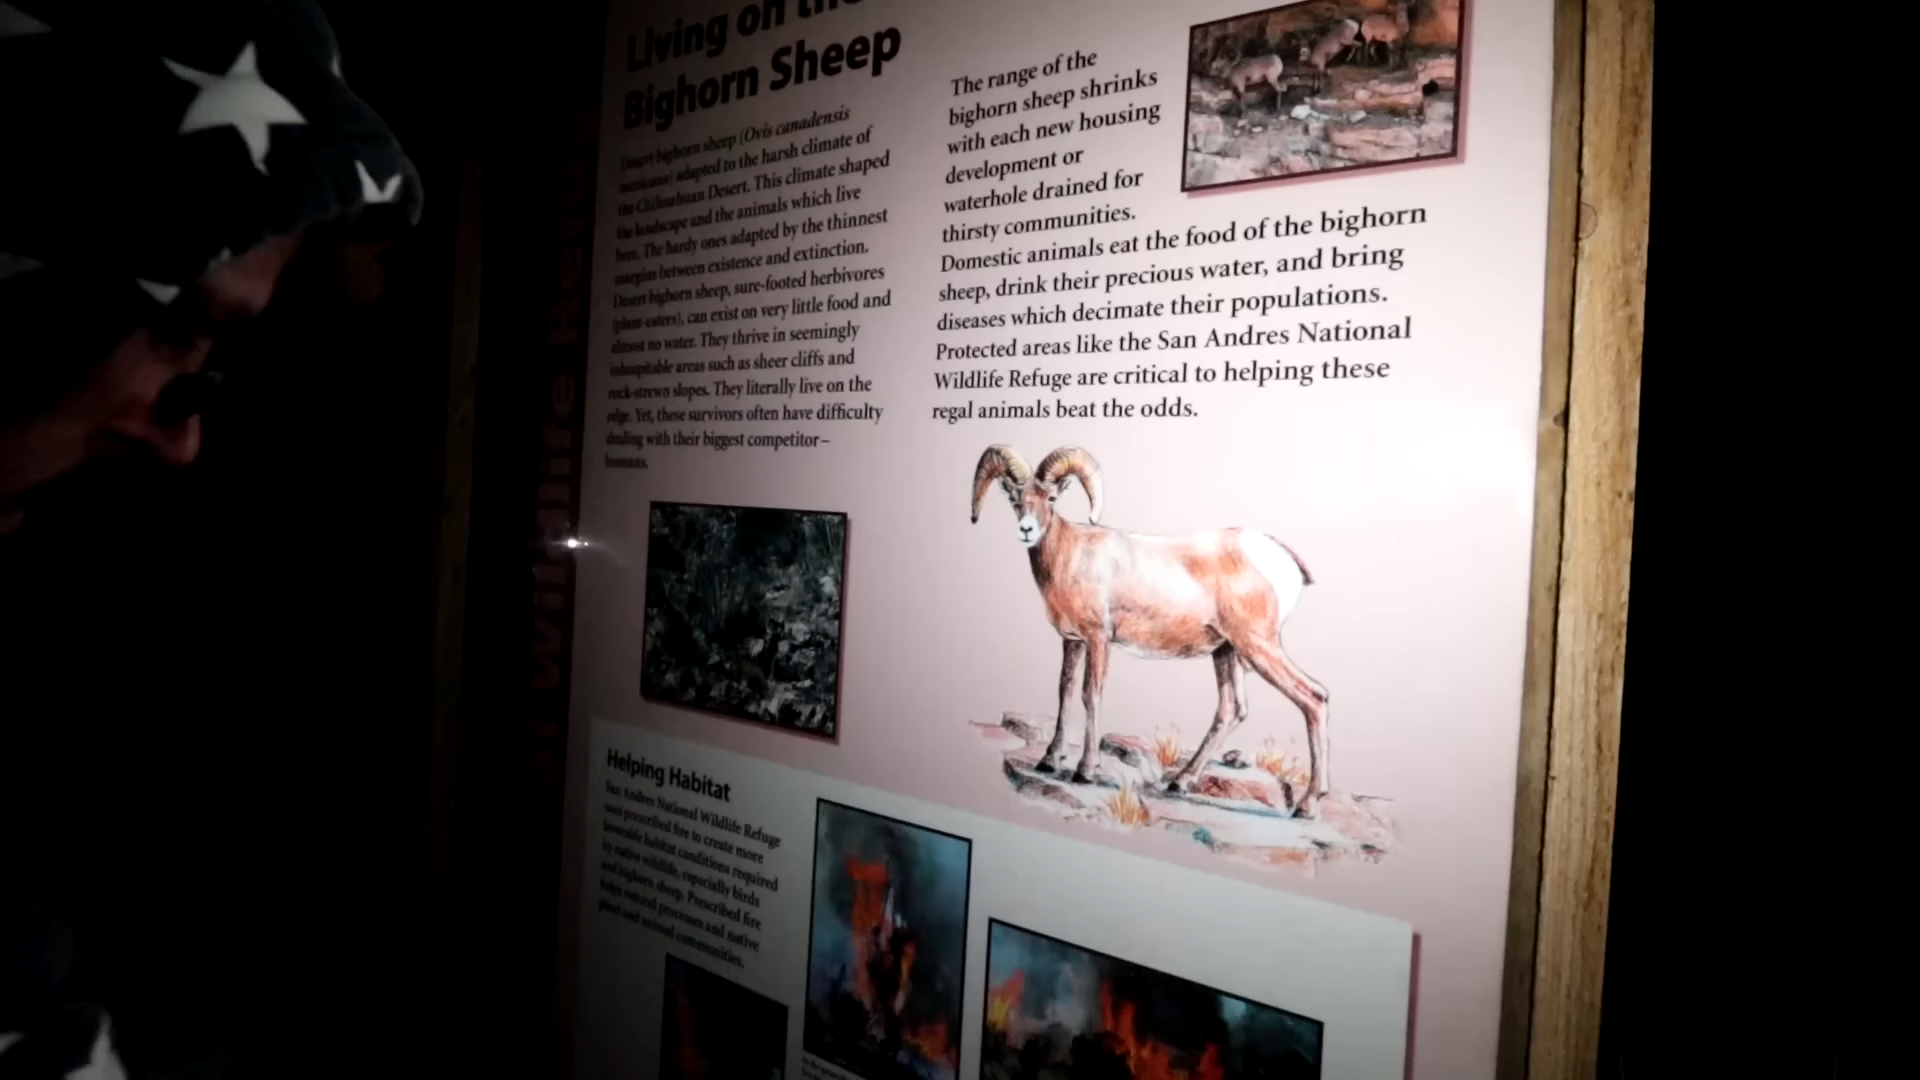 Living on the
Bighorn Sheep
Desert bighorn sheep (Ovis canadensis
mexicana) adapted to the harsh climate of
the Chihuahuan Desert. This climate shaped
the landscape and the animals which live
here. The hardy ones adapted by the thinnest
margins between existence and extinction.
Desert bighorn sheep, sure-footed herbivores
(plant-eaters), can exist on very little food and
almost no water. They thrive in seemingly
inhospitable areas such as sheer cliffs and
rock-strewn slopes. They literally live on the
edge. Yet, these survivors often have difficulty
dealing with their biggest competitor–
humans.
The range of the
bighorn sheep shrinks
with each new housing
development or
waterhole drained for
thirsty communities.
Domestic animals eat the food of the bighorn
sheep, drink their precious water, and bring
diseases which decimate their populations.
Protected areas like the San Andres National
Wildlife Refuge are critical to helping these
regal animals beat the odds.
Helping Habitat
San Andres National Wildlife Refuge
uses prescribed fire to create more
favorable habitat conditions required
by native wildlife, especially birds
and bighorn sheep. Prescribed fire
helps natural processes and native
plant and animal communities.